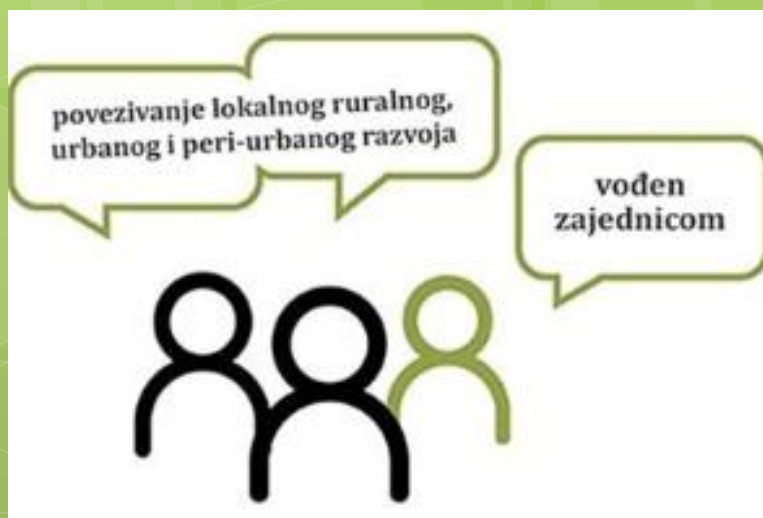 povezivanje lokalnog ruralnog,
urbanog i peri-urbanog razvoja
vođen
zajednicom